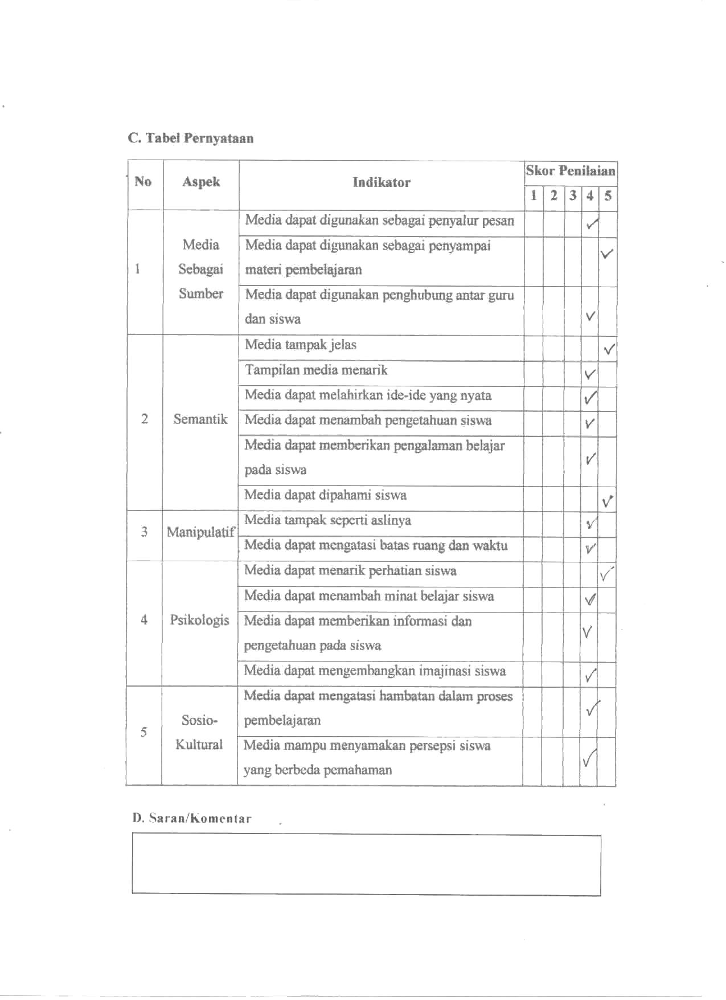 C. Tabel Pernyataan
No Aspek Indikator Skor Penilaian
1 2 3 4 5
1 Media Sebagai Sumber
Media dapat digunakan sebagai penyalur pesan ✓
Media dapat digunakan sebagai penyampai
materi pembelajaran ✓
Media dapat digunakan penghubung antar guru
dan siswa ✓
2 Semantik
Media tampak jelas ✓
Tampilan media menarik ✓
Media dapat melahirkan ide-ide yang nyata ✓
Media dapat menambah pengetahuan siswa ✓
Media dapat memberikan pengalaman belajar
pada siswa ✓
Media dapat dipahami siswa ✓
3 Manipulatif
Media tampak seperti aslinya ✓
Media dapat mengatasi batas ruang dan waktu ✓
4 Psikologis
Media dapat menarik perhatian siswa ✓
Media dapat menambah minat belajar siswa ✓
Media dapat memberikan informasi dan
pengetahuan pada siswa ✓
Media dapat mengembangkan imajinasi siswa ✓
5 Sosio-
Kultural
Media dapat mengatasi hambatan dalam proses
pembelajaran ✓
Media mampu menyamakan persepsi siswa
yang berbeda pemahaman ✓
D. Saran/Komentar